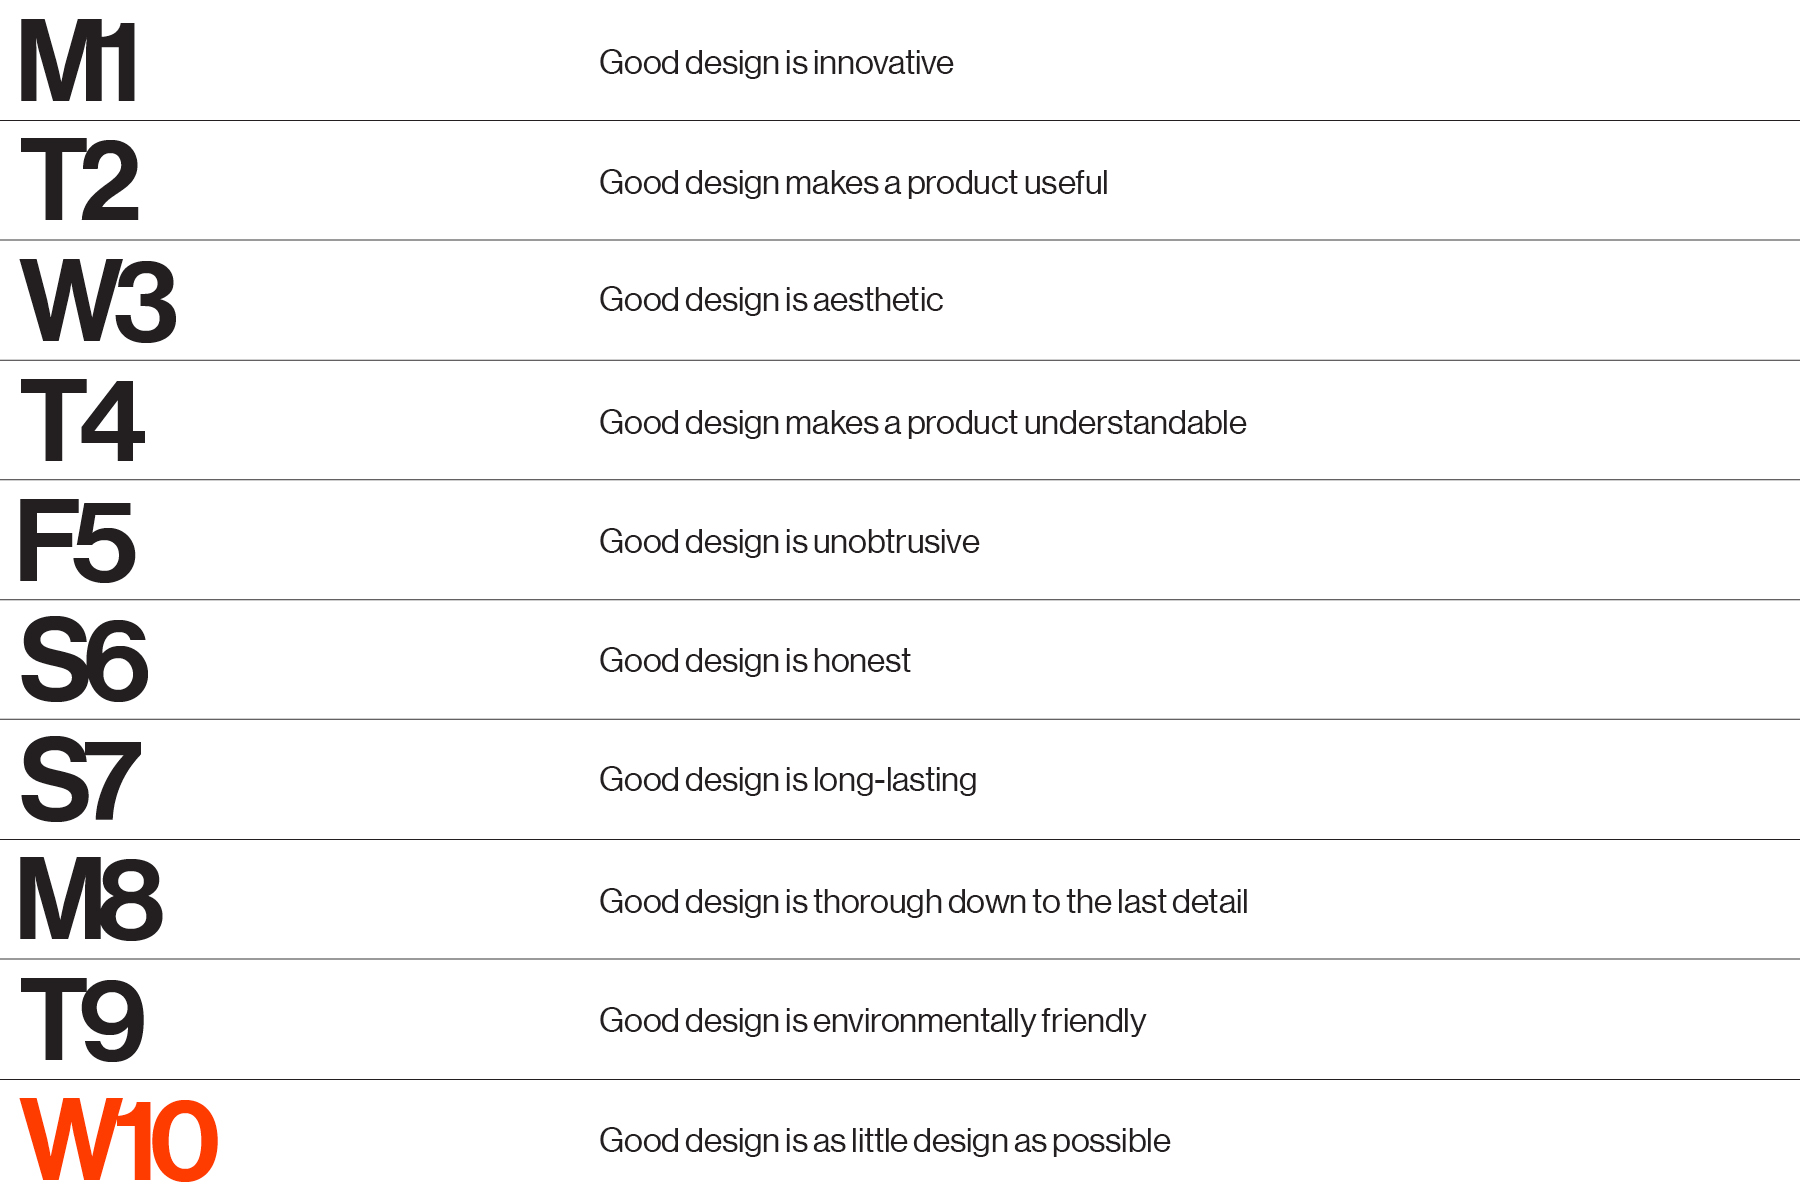 M1 Good design is innovative
T2 Good design makes a product useful
W3 Good design is aesthetic
T4 Good design makes a product understandable
F5 Good design is unobtrusive
S6 Good design is honest
S7 Good design is long-lasting
M8 Good design is thorough down to the last detail
T9 Good design is environmentally friendly
W10 Good design is as little design as possible